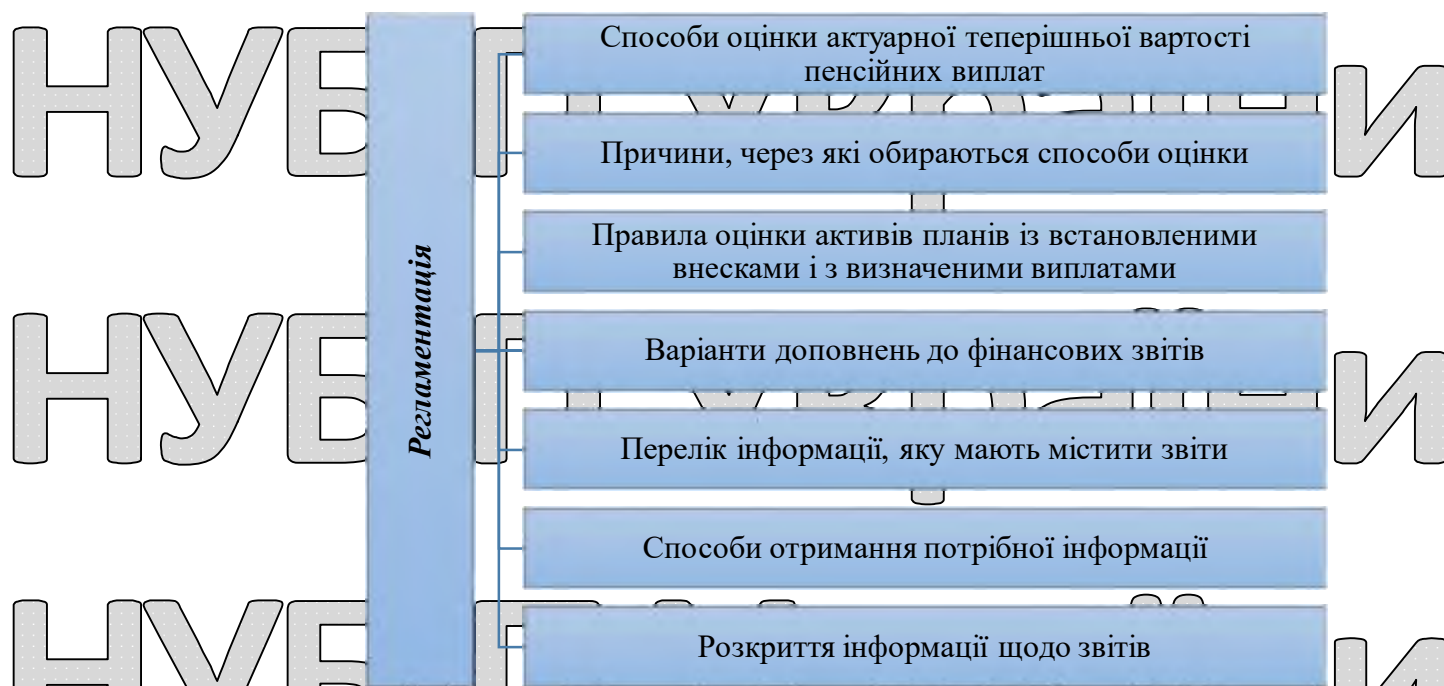 Регламентація
Способи оцінки актуарної теперішньої вартості
пенсійних виплат
Причини, через які обираються способи оцінки
Правила оцінки активів планів із встановленими
внесками і з визначеними виплатами
Варіанти доповнень до фінансових звітів
Перелік інформації, яку мають містити звіти
Способи отримання потрібної інформації
Розкриття інформації щодо звітів